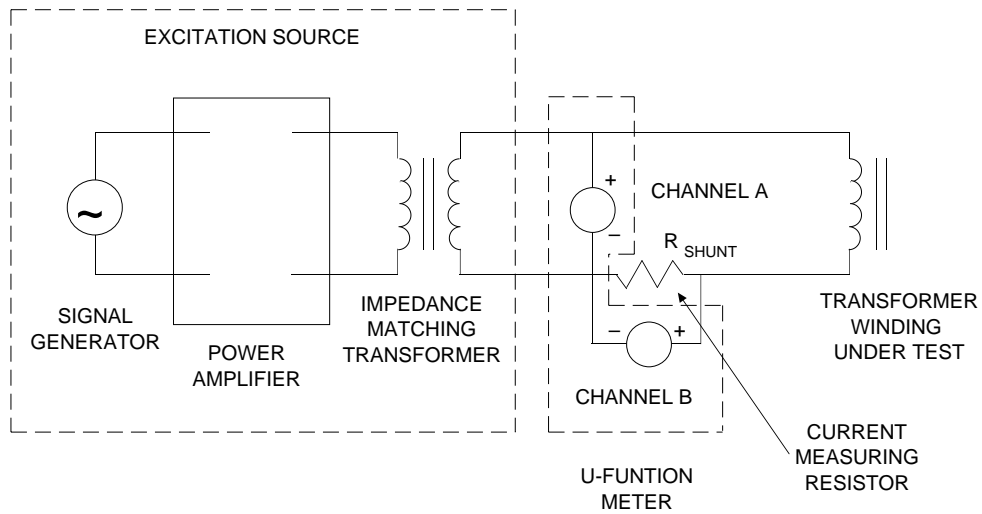 EXCITATION SOURCE
~
SIGNAL
GENERATOR
POWER
AMPLIFIER
IMPEDANCE
MATCHING
TRANSFORMER
+
CHANNEL A
−
R SHUNT
−
+
CHANNEL B
U-FUNTION
METER
TRANSFORMER
WINDING
UNDER TEST
CURRENT
MEASURING
RESISTOR